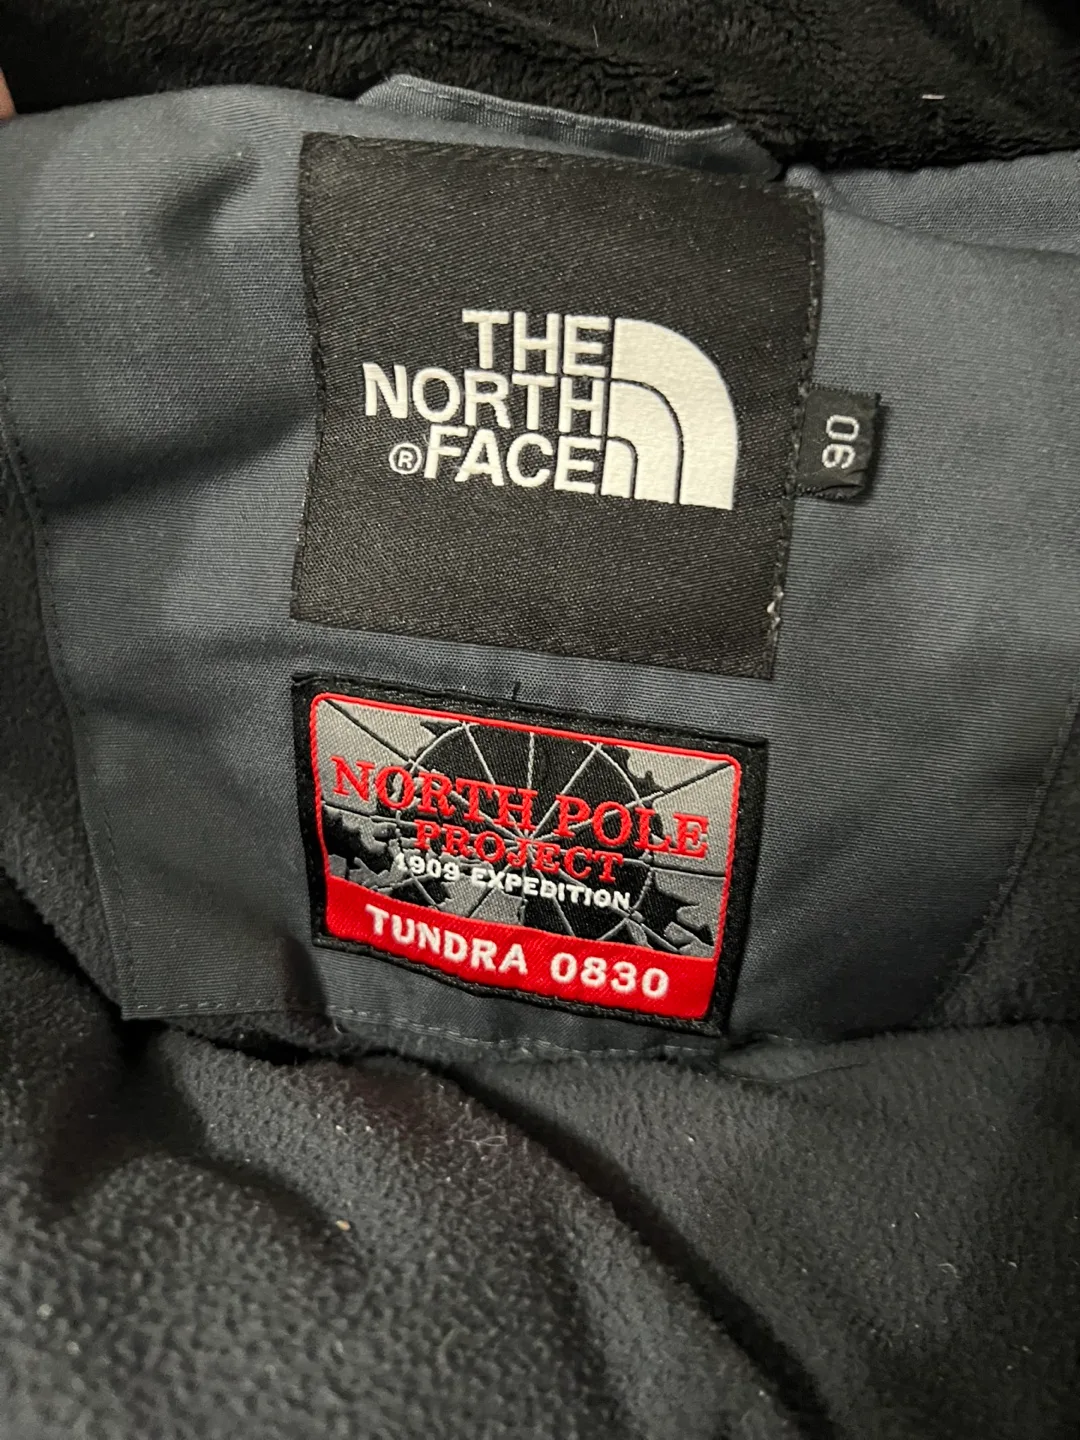 THE
NORTH
®FACE
90
NORTH POLE
PROJECT
1909 EXPEDITION
TUNDRA 0830